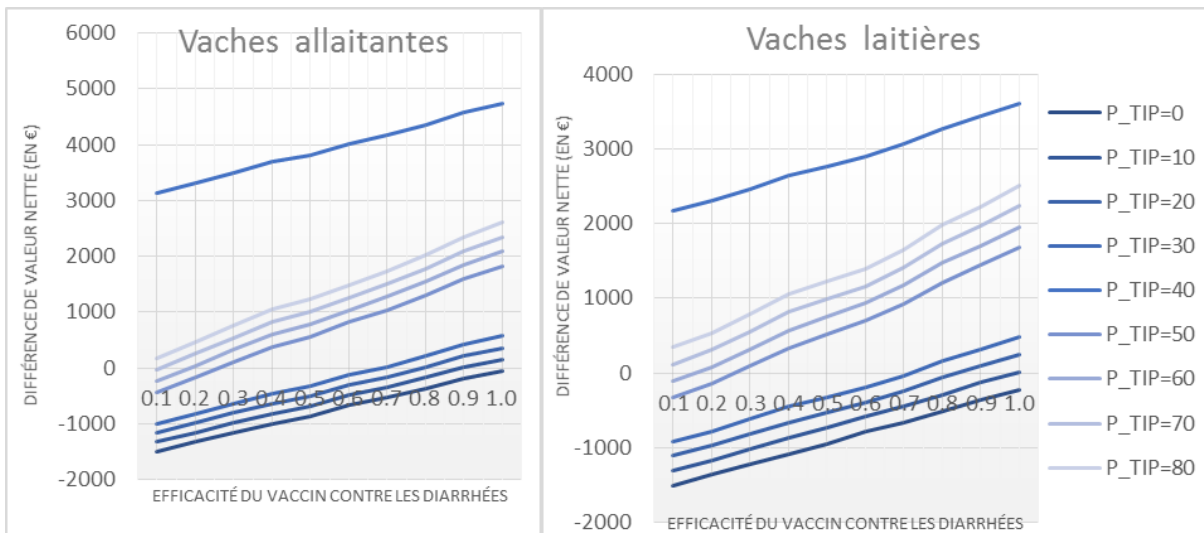 Vaches allaitantes
6000
5000
4000
3000
2000
1000
0
-1000
-2000
DIFFÉRENCE DE VALEUR NETTE (EN €)
0.1 0.2 0.3 0.4 0.5 0.6 0.7 0.8 0.9 1.0
EFFICACITÉ DU VACCIN CONTRE LES DIARRHÉES
Vaches laitières
4000
3000
2000
1000
0
-1000
-2000
DIFFÉRENCE DE VALEUR NETTE (EN €)
0.1 0.2 0.3 0.4 0.5 0.6 0.7 0.8 0.9 1.0
EFFICACITÉ DU VACCIN CONTRE LES DIARRHÉES
P_TIP=0
P_TIP=10
P_TIP=20
P_TIP=30
P_TIP=40
P_TIP=50
P_TIP=60
P_TIP=70
P_TIP=80